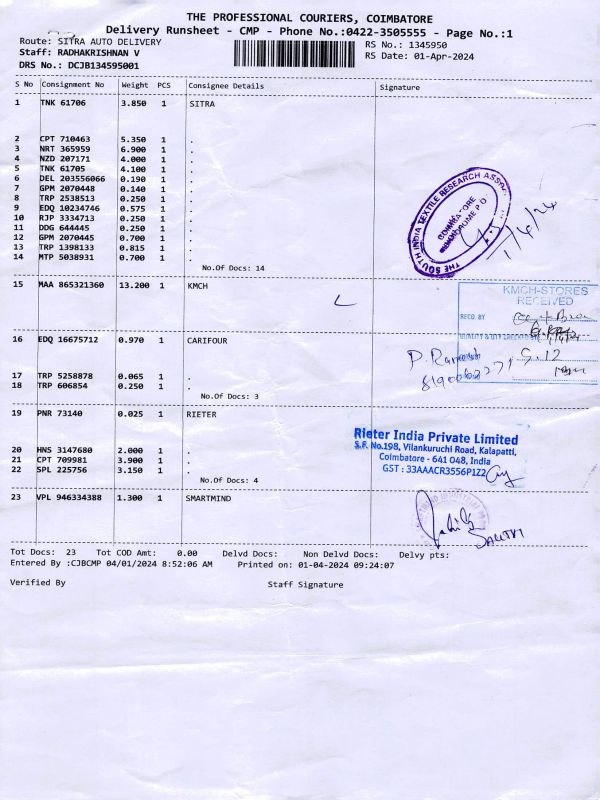 THE PROFESSIONAL COURIERS, COIMBATORE
Delivery Runsheet - CMP - Phone No.:0422-3505555 - Page No.:1
Route: SITRA AUTO DELIVERY
RS No.: 1345950
Staff: RADHAKRISHNAN V
RS Date: 01-Apr-2024
DRS No.: DCJB134595001
S No Consignment No Weight PCS Consignee Details Signature
1 TNK 61706 3.850 1 SITRA
2 CPT 710463 5.350 1 .
3 NRT 365959 6.900 1 .
4 NZD 207171 4.000 1 .
5 TNK 61705 4.100 1 .
6 DEL 203556066 0.190 1 .
7 GPM 2070448 0.140 1 .
8 TRP 2538513 0.250 1 .
9 EDQ 10234746 0.575 1 .
10 RJP 3334713 0.250 1 .
11 DDG 644445 0.250 1 .
12 GPM 2070445 0.700 1 .
13 TRP 1398133 0.815 1 .
14 MTP 5038931 0.700 1 .
No.Of Docs: 14
THE SOUTH INDIA TEXTILE RESEARCH ASSOC
COIMBATORE
AERODROME P.O
1/4/24
15 MAA 865321360 13.200 1 KMCH
KMCH-STORES
RECEIVED
RECD. BY
16 EDQ 16675712 0.970 1 CARIFOUR
17 TRP 5258878 0.065 1 .
18 TRP 606854 0.250 1 .
No.Of Docs: 3
19 PNR 73140 0.025 1 RIETER
Rieter India Private Limited
S.F. No.198, Vilankuruchi Road, Kalapatti,
Coimbatore - 641 048, India
GST : 33AAACR3556P1Z2
20 HNS 3147680 2.000 1 .
21 CPT 709981 3.900 1 .
22 SPL 225756 3.150 1 .
No.Of Docs: 4
23 VPL 946334388 1.300 1 SMARTMIND
Tot Docs: 23 Tot COD Amt: 0.00 Delvd Docs: Non Delvd Docs: Delvy pts:
Entered By :CJBCMP 04/01/2024 8:52:06 AM Printed on: 01-04-2024 09:24:07
Verified By Staff Signature